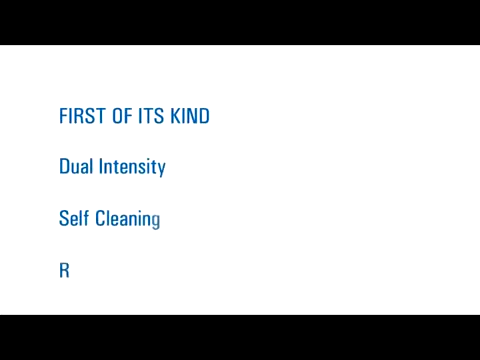 FIRST OF ITS KIND
Dual Intensity
Self Cleaning
R